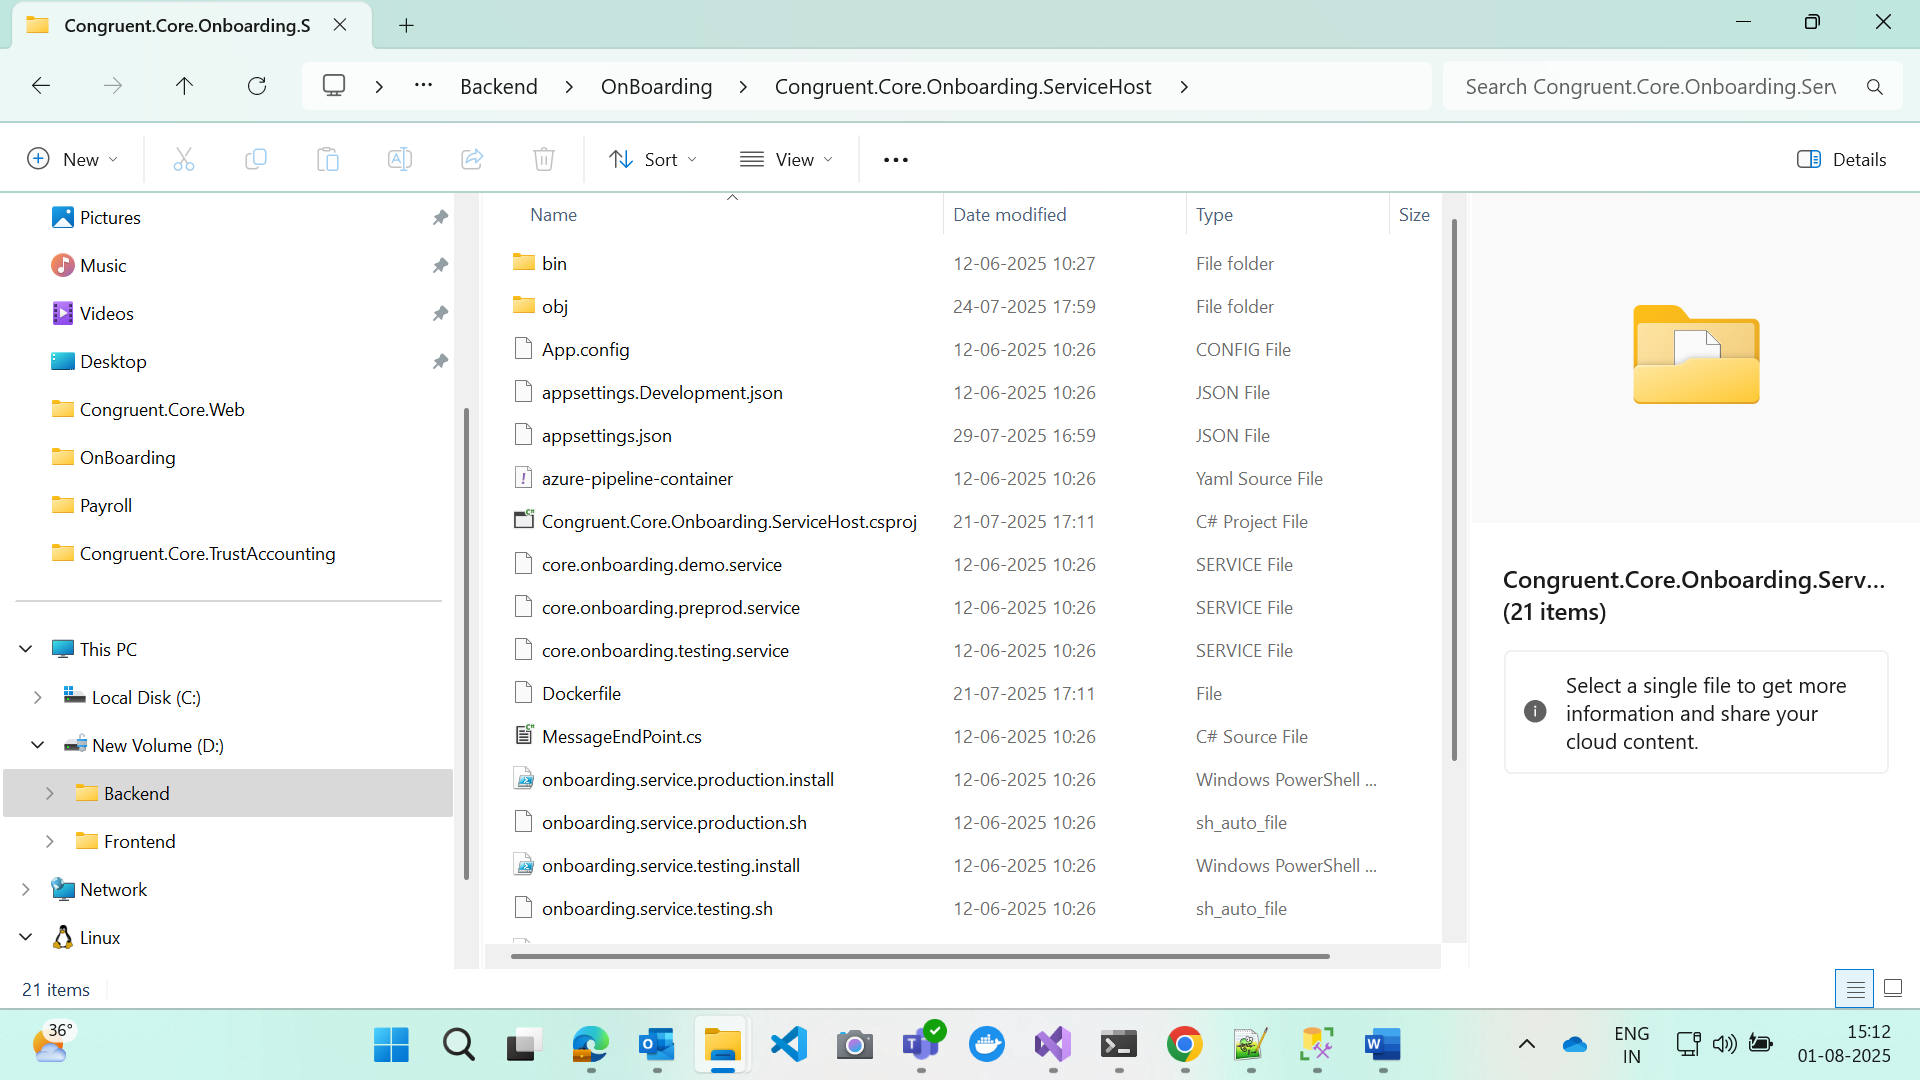 Congruent.Core.Onboarding.S
Backend
OnBoarding
Congruent.Core.Onboarding.ServiceHost
Search Congruent.Core.Onboarding.Serv
New
Sort
View
Details
Pictures
Music
Videos
Desktop
Congruent.Core.Web
OnBoarding
Payroll
Congruent.Core.TrustAccounting
This PC
Local Disk (C:)
New Volume (D:)
Backend
Frontend
Network
Linux
Name Date modified Type Size
bin 12-06-2025 10:27 File folder
obj 24-07-2025 17:59 File folder
App.config 12-06-2025 10:26 CONFIG File
appsettings.Development.json 12-06-2025 10:26 JSON File
appsettings.json 29-07-2025 16:59 JSON File
azure-pipeline-container 12-06-2025 10:26 Yaml Source File
Congruent.Core.Onboarding.ServiceHost.csproj 21-07-2025 17:11 C# Project File
core.onboarding.demo.service 12-06-2025 10:26 SERVICE File
core.onboarding.preprod.service 12-06-2025 10:26 SERVICE File
core.onboarding.testing.service 12-06-2025 10:26 SERVICE File
Dockerfile 21-07-2025 17:11 File
MessageEndPoint.cs 12-06-2025 10:26 C# Source File
onboarding.service.production.install 12-06-2025 10:26 Windows PowerShell ...
onboarding.service.production.sh 12-06-2025 10:26 sh_auto_file
onboarding.service.testing.install 12-06-2025 10:26 Windows PowerShell ...
onboarding.service.testing.sh 12-06-2025 10:26 sh_auto_file
Congruent.Core.Onboarding.Serv...
(21 items)
Select a single file to get more
information and share your
cloud content.
21 items
36°
ENG
IN
15:12
01-08-2025